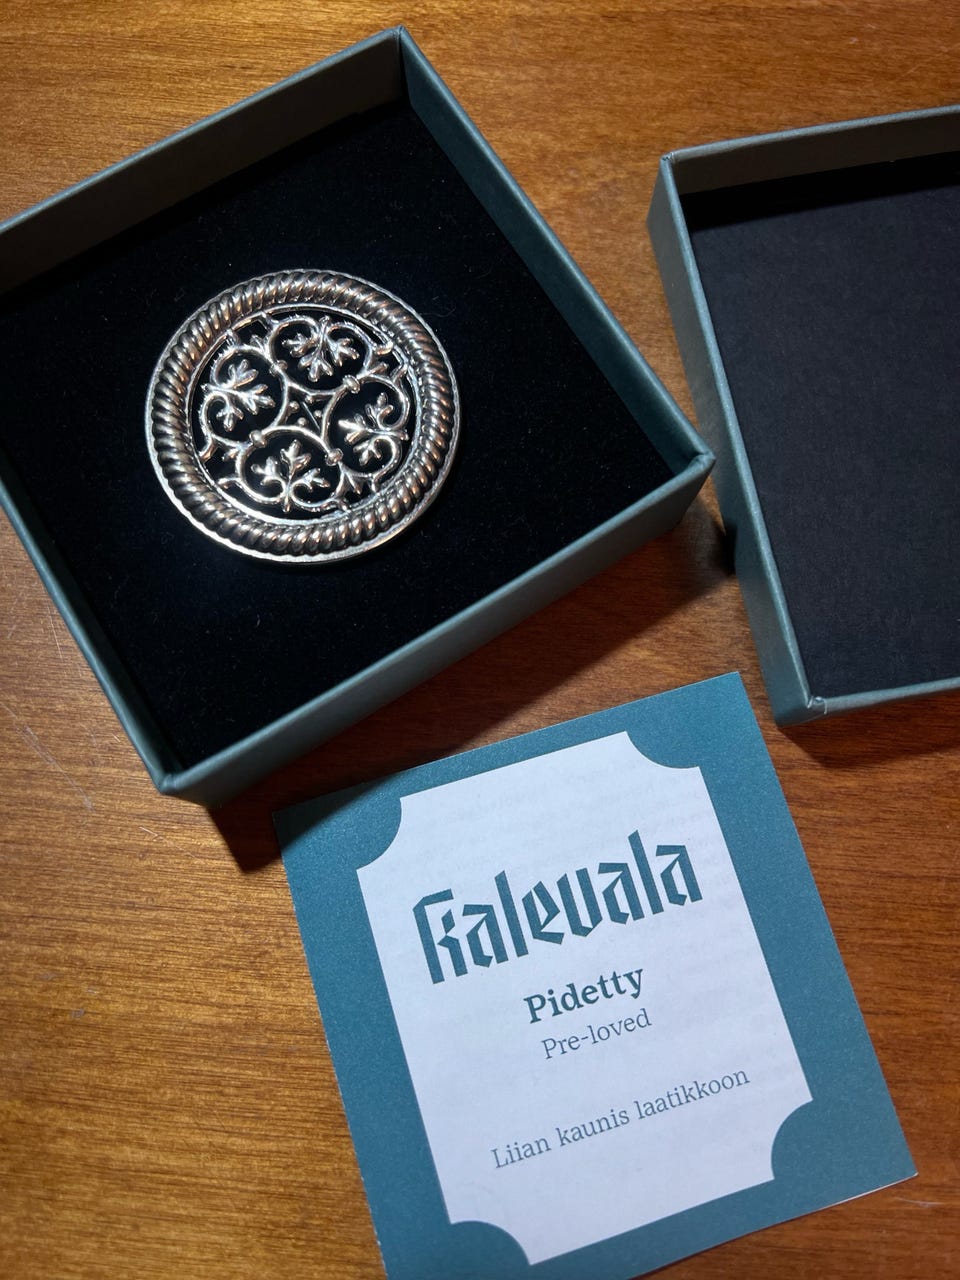 Kalevala
Pidetty
Pre-loved
Liian kaunis laatikkoon